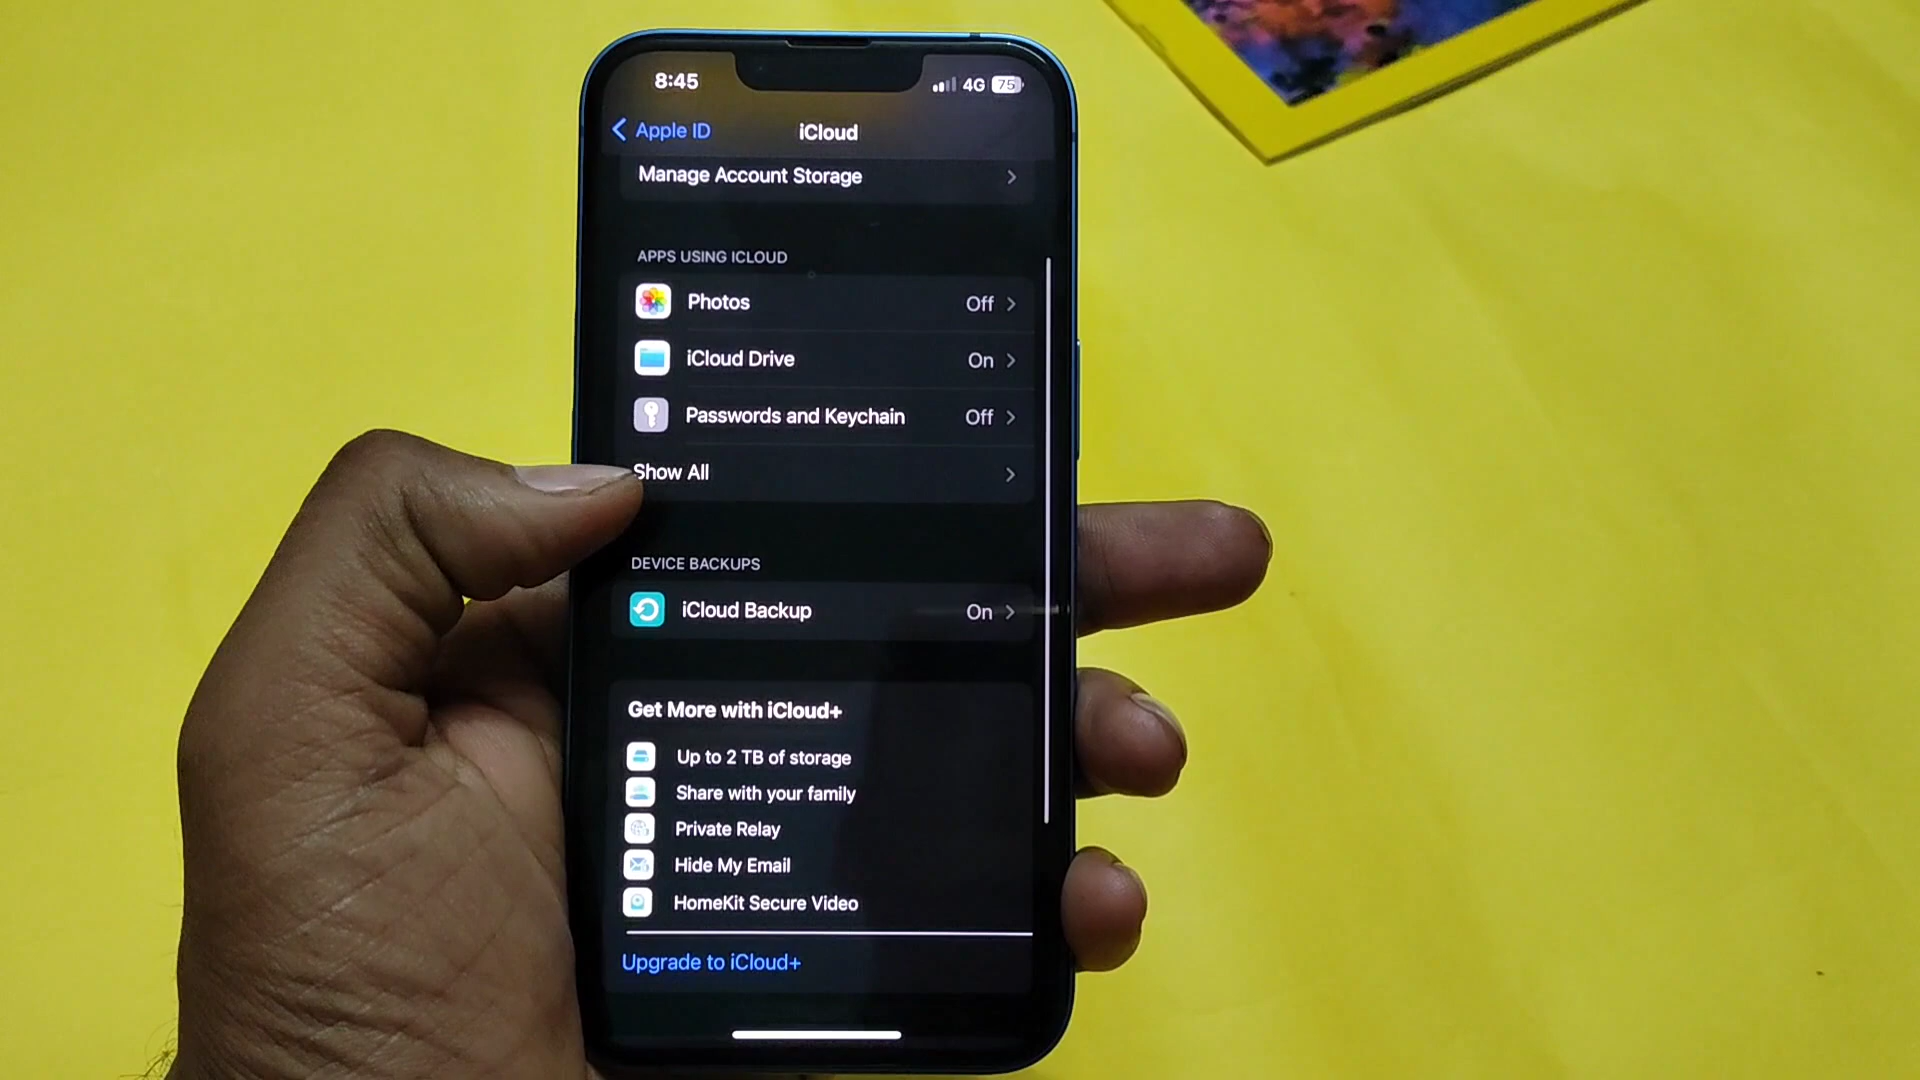 8:45
4G 75
Apple ID
iCloud
Manage Account Storage
APPS USING ICLOUD
Photos Off
iCloud Drive On
Passwords and Keychain Off
Show All
DEVICE BACKUPS
iCloud Backup On
Get More with iCloud+
Up to 2 TB of storage
Share with your family
Private Relay
Hide My Email
HomeKit Secure Video
Upgrade to iCloud+